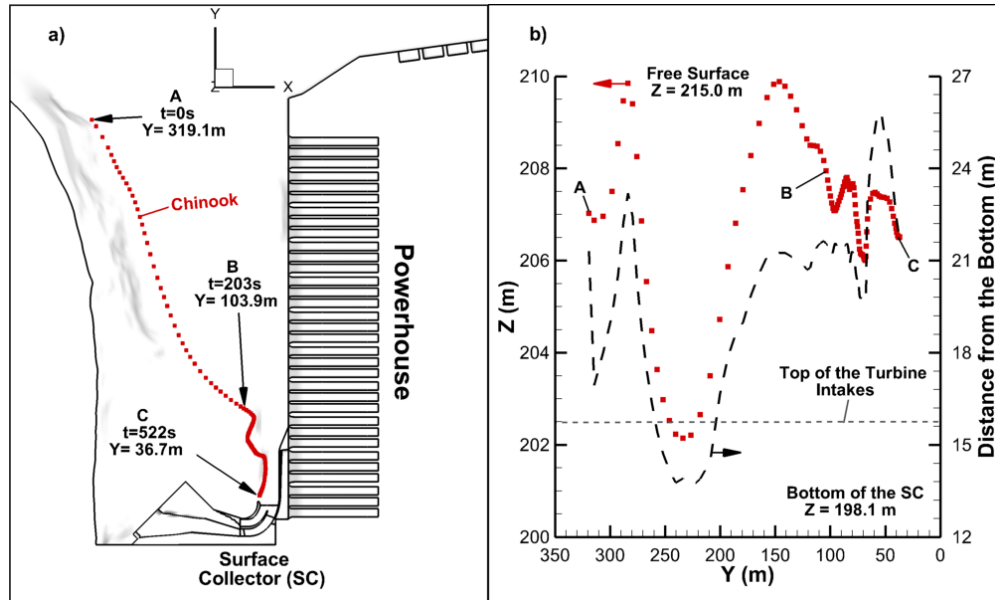 a)
Y
X
Z
A
t=0s
Y= 319.1m
Chinook
B
t=203s
Y= 103.9m
C
t=522s
Y= 36.7m
Surface
Collector (SC)
Powerhouse
b)
Free Surface
Z = 215.0 m
A
B
C
Top of the Turbine
Intakes
Bottom of the SC
Z = 198.1 m
Z (m)
210
208
206
204
202
200
350
300
250
200
150
100
50
0
Y (m)
27
24
21
18
15
12
Distance from the Bottom (m)